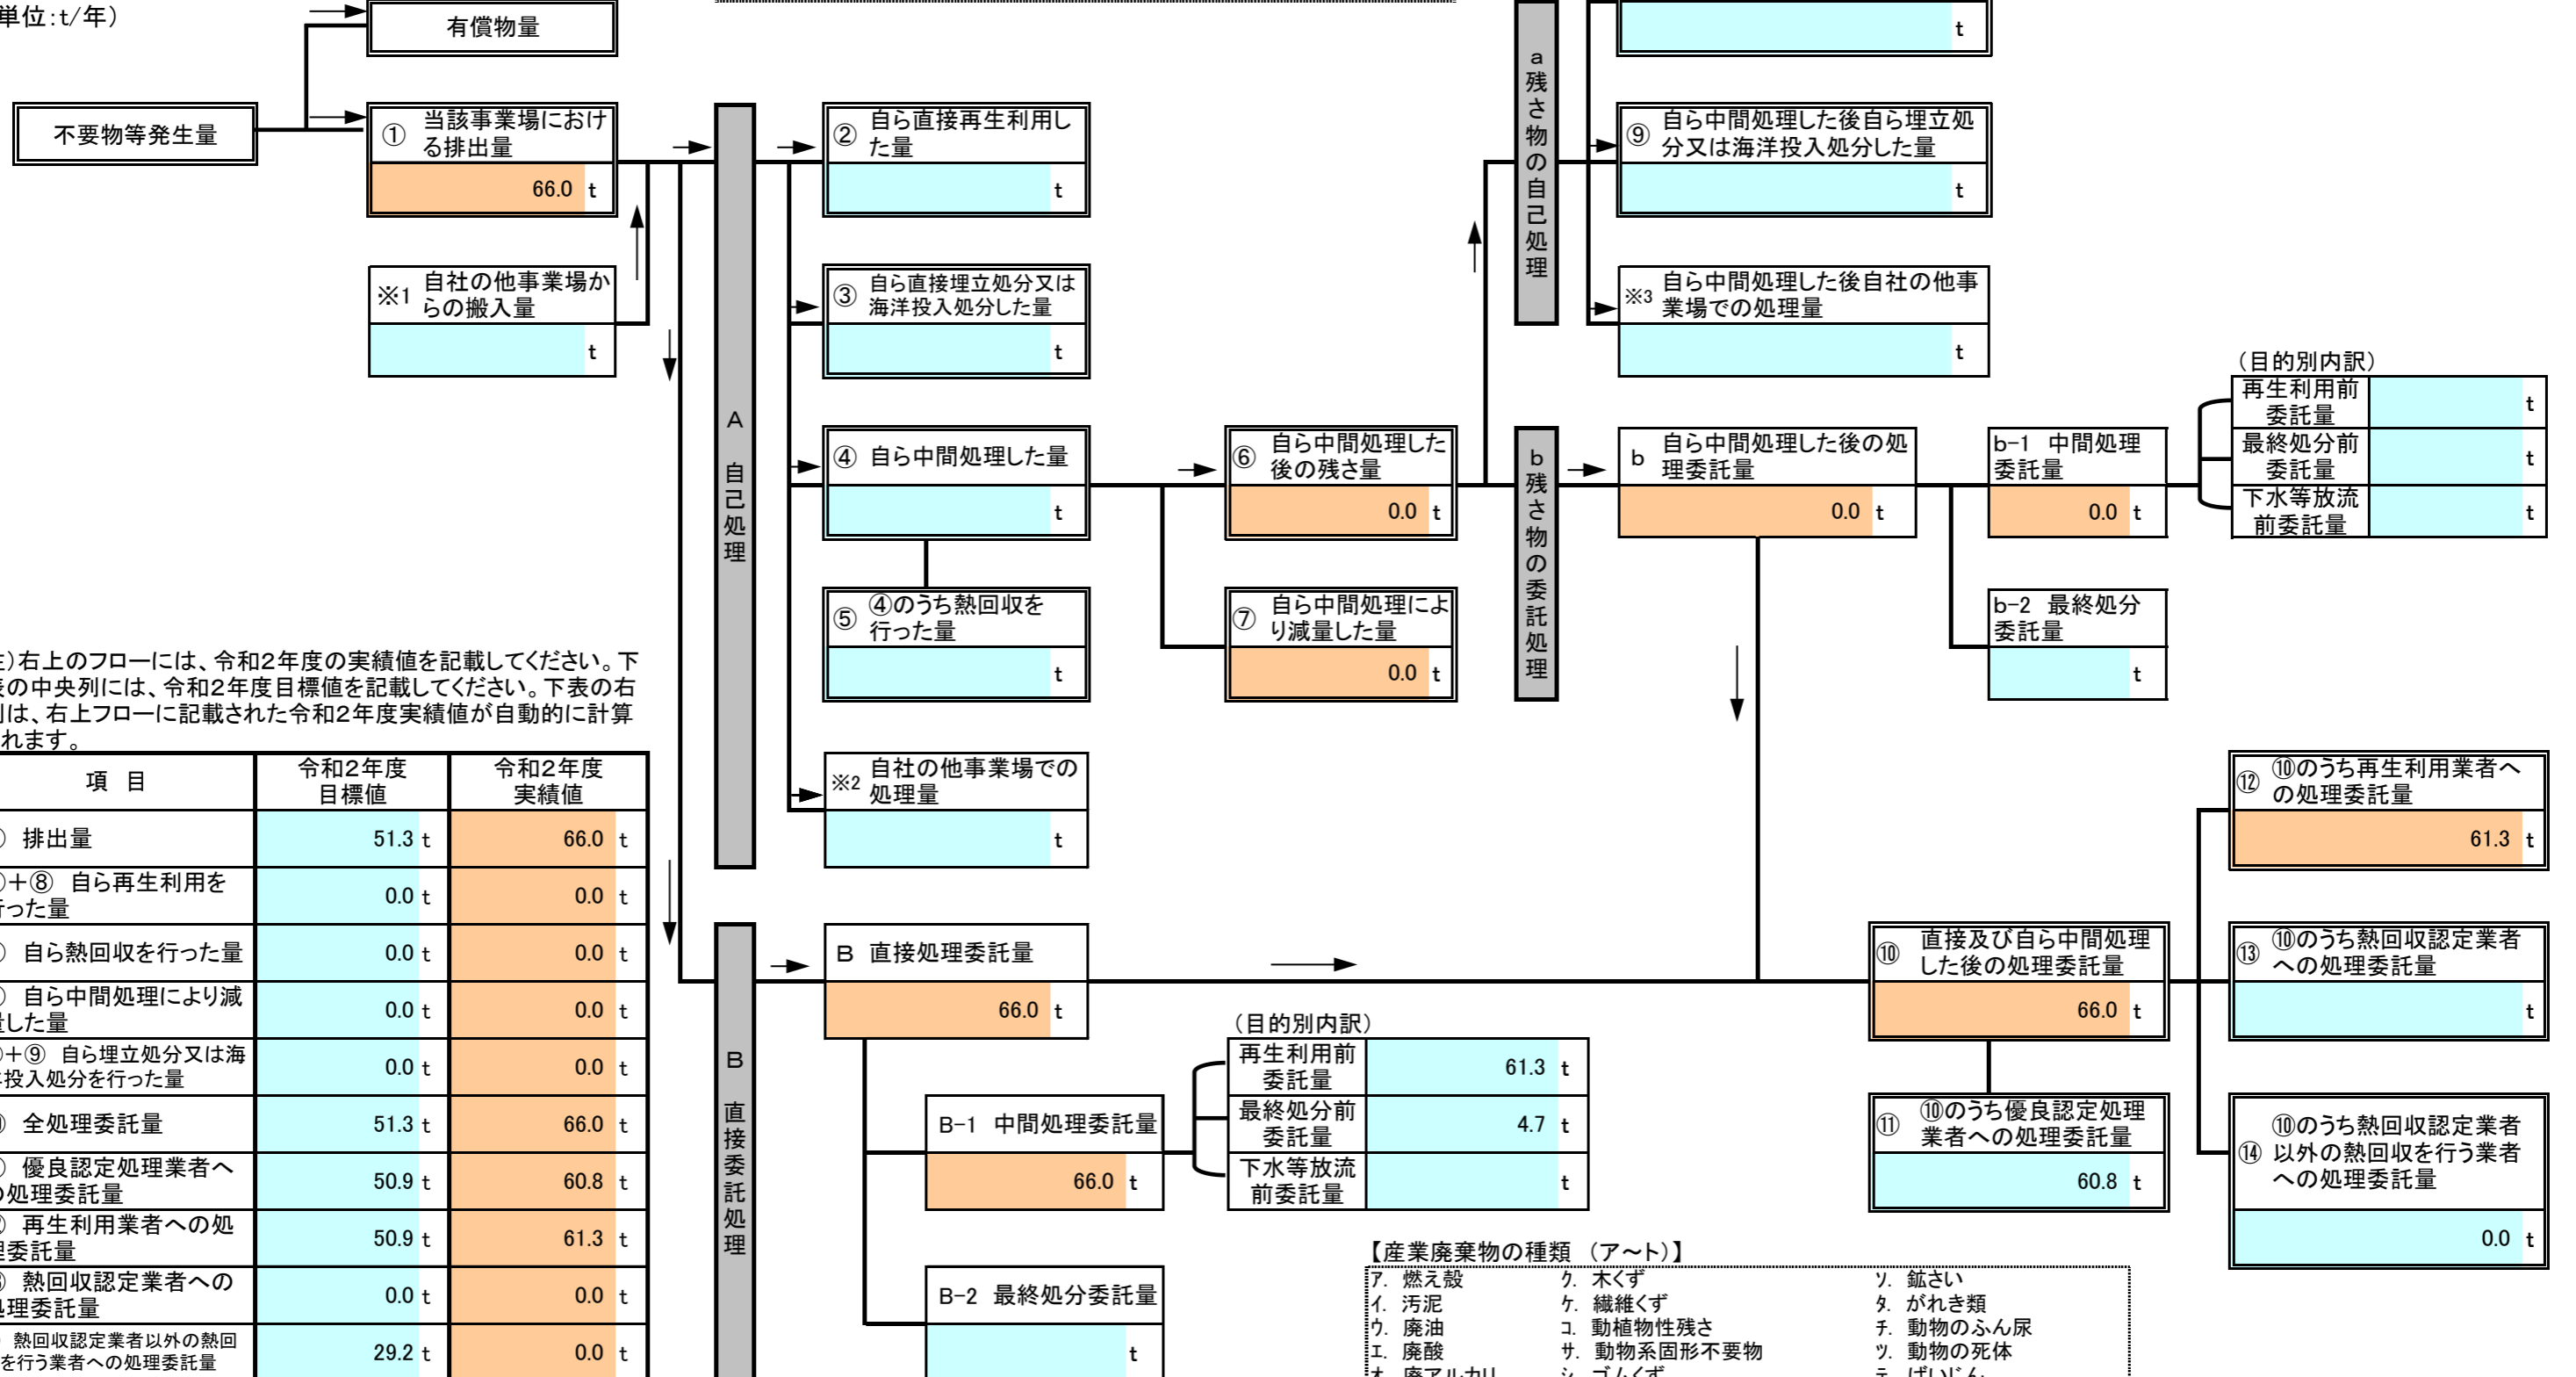 単位:t/年)
有償物量
不要物等発生量
① 当該事業場におけ
る排出量
66.0 t
※1 自社の他事業場か
らの搬入量
t
A 自己処理
② 自ら直接再生利用し
た量
t
③ 自ら直接埋立処分又は
海洋投入処分した量
t
④ 自ら中間処理した量
t
⑤ ④のうち熱回収を
行った量
t
※2 自社の他事業場での
処理量
t
⑥ 自ら中間処理した
後の残さ量
0.0 t
⑦ 自ら中間処理によ
り減量した量
0.0 t
a 残さ物の自己処理
t
⑨ 自ら中間処理した後自ら埋立処
分又は海洋投入処分した量
t
※3 自ら中間処理した後自社の他事
業場での処理量
t
b 残さ物の委託処理
b 自ら中間処理した後の処
理委託量
0.0 t
b-1 中間処理
委託量
0.0 t
(目的別内訳)
再生利用前
委託量
t
最終処分前
委託量
t
下水等放流
前委託量
t
b-2 最終処分
委託量
t
)右上のフローには、令和2年度の実績値を記載してください。下
表の中央列には、令和2年度目標値を記載してください。下表の右
列は、右上フローに記載された令和2年度実績値が自動的に計算
れます。
項 目
令和2年度
目標値
令和2年度
実績値
) 排出量 51.3 t 66.0 t
)+⑧ 自ら再生利用を
行った量 0.0 t 0.0 t
) 自ら熱回収を行った量 0.0 t 0.0 t
) 自ら中間処理により減
量した量 0.0 t 0.0 t
)+⑨ 自ら埋立処分又は海
洋投入処分を行った量 0.0 t 0.0 t
) 全処理委託量 51.3 t 66.0 t
) 優良認定処理業者へ
の処理委託量 50.9 t 60.8 t
) 再生利用業者への処
理委託量 50.9 t 61.3 t
) 熱回収認定業者への
処理委託量 0.0 t 0.0 t
熱回収認定業者以外の熱回
を行う業者への処理委託量 29.2 t 0.0 t
B 直接委託処理
B 直接処理委託量
66.0 t
B-1 中間処理委託量
66.0 t
(目的別内訳)
再生利用前
委託量
61.3 t
最終処分前
委託量
4.7 t
下水等放流
前委託量
t
B-2 最終処分委託量
t
⑩ 直接及び自ら中間処理
した後の処理委託量
66.0 t
⑪ ⑩のうち優良認定処理
業者への処理委託量
60.8 t
⑫ ⑩のうち再生利用業者へ
の処理委託量
61.3 t
⑬ ⑩のうち熱回収認定業者
への処理委託量
t
⑭ ⑩のうち熱回収認定業者
以外の熱回収を行う業者
への処理委託量
0.0 t
【産業廃棄物の種類 (ア〜ト)】
ア. 燃え殻 ク. 木くず ソ. 鉱さい
イ. 汚泥 ケ. 繊維くず タ. がれき類
ウ. 廃油 コ. 動植物性残さ チ. 動物のふん尿
エ. 廃酸 サ. 動物系固形不要物 ツ. 動物の死体
オ. 廃アルカリ シ. ゴムくず テ. ばいじん